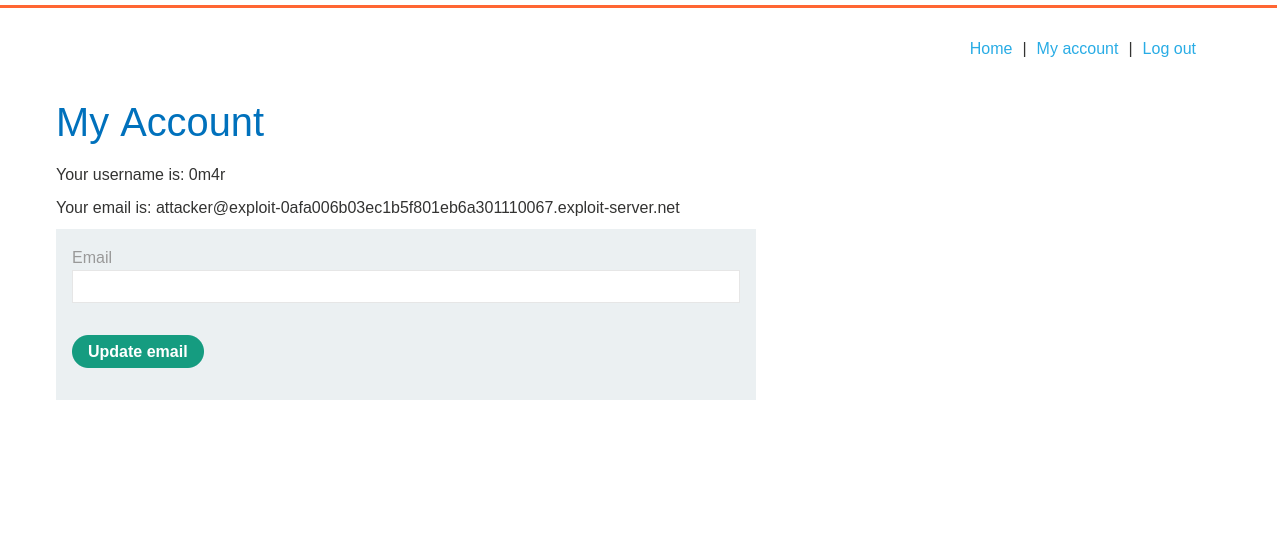 Home | My account | Log out
My Account
Your username is: 0m4r
Your email is: attacker@exploit-0afa006b03ec1b5f801eb6a301110067.exploit-server.net
Email
Update email